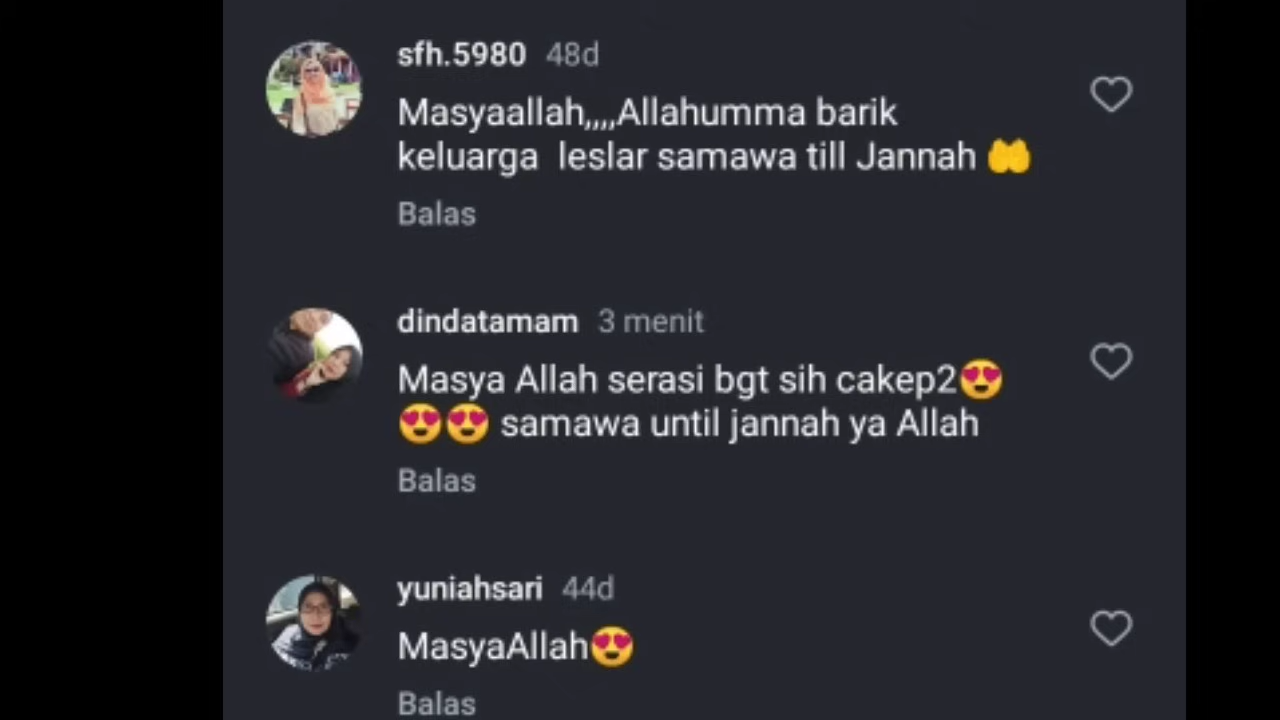 sfh.5980 48d
Masyaallah,,,,Allahumma barik
keluarga  leslar samawa till Jannah 🤲
Balas
dindatamam 3 menit
Masya Allah serasi bgt sih cakep2😍
😍😍 samawa until jannah ya Allah
Balas
yuniahsari 44d
MasyaAllah😍
Balas